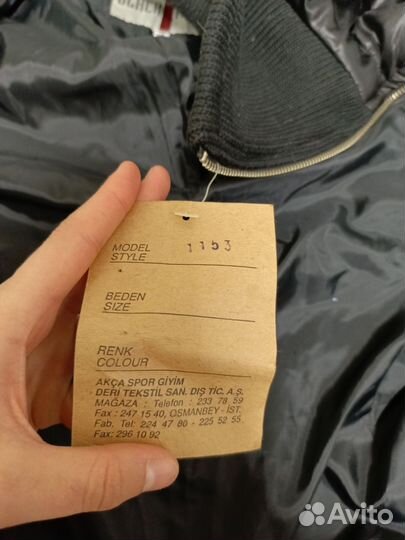 MODEL
STYLE 1153
BEDEN
SIZE
RENK
COLOUR
AKÇA SPOR GİYİM
DERİ TEKSTİL SAN. DIŞ TİC. A.Ş.
MAĞAZA : Telefon : 233 78 59
Fax : 247 15 40, OSMANBEY - İST.
Fab. Tel: 224 47 80 - 225 52 55
Fax: 296 10 92
Avito